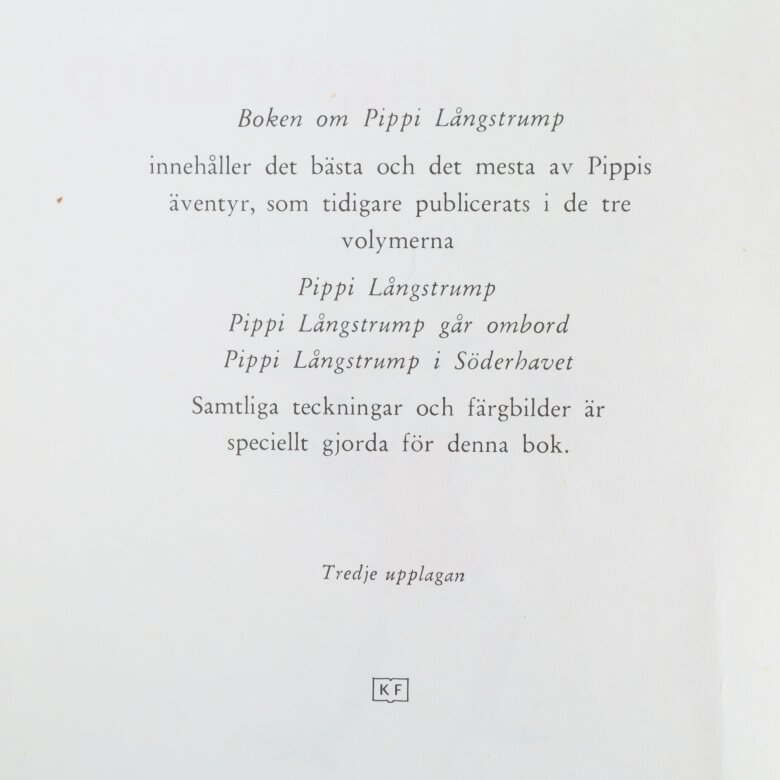 Boken om Pippi Långstrump
innehåller det bästa och det mesta av Pippis
äventyr, som tidigare publicerats i de tre
volymerna
Pippi Långstrump
Pippi Långstrump går ombord
Pippi Långstrump i Söderhavet
Samtliga teckningar och färgbilder är
speciellt gjorda för denna bok.
Tredje upplagan
KF